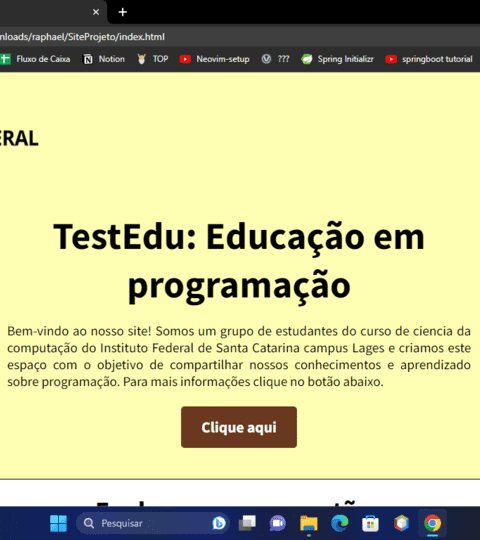 nloads/raphael/SiteProjeto/index.html
Fluxo de Caixa Notion TOP Neovim-setup ??? Spring Initializr springboot tutorial
ERAL
TestEdu: Educação em
programação
Bem-vindo ao nosso site! Somos um grupo de estudantes do curso de ciencia da
computação do Instituto Federal de Santa Catarina campus Lages e criamos este
espaço com o objetivo de compartilhar nossos conhecimentos e aprendizado
sobre programação. Para mais informações clique no botão abaixo.
Clique aqui
Pesquisar